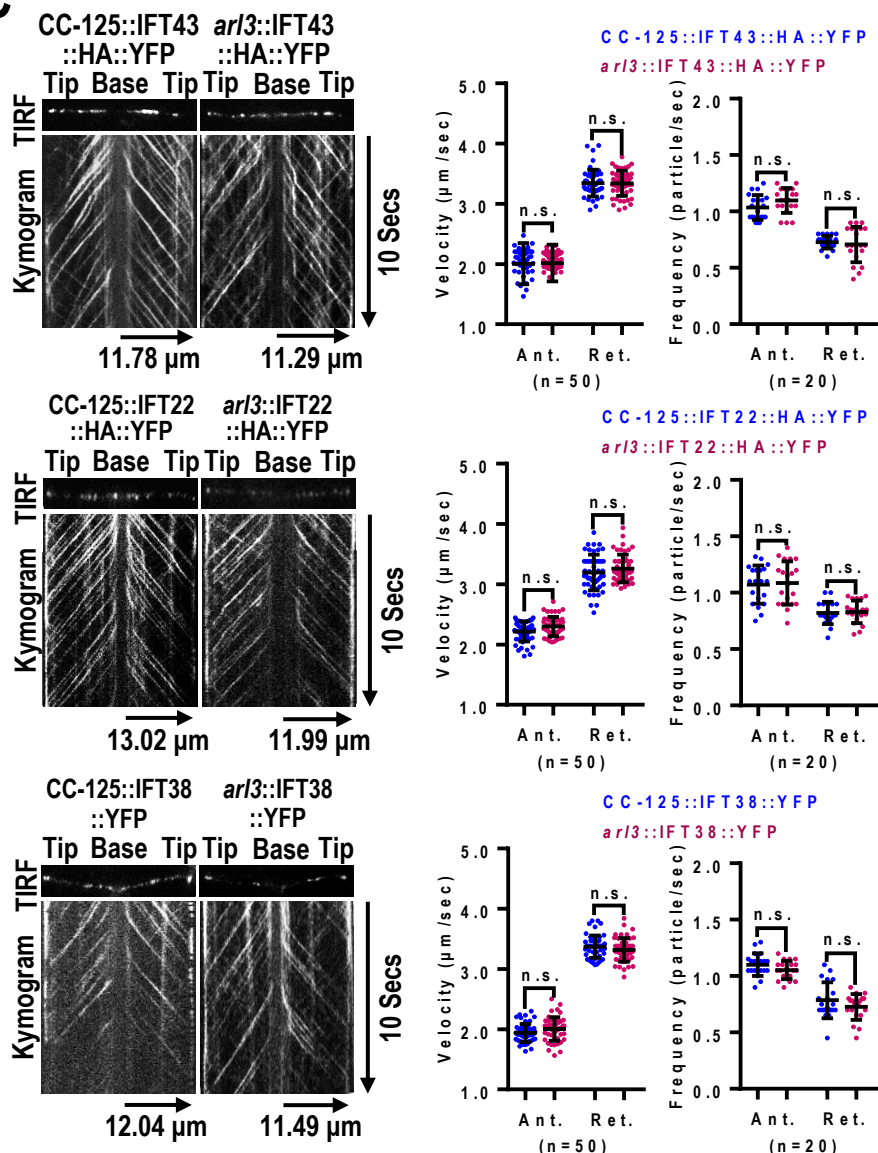 CC-125::IFT43 arl3::IFT43
::HA::YFP ::HA::YFP
Tip Base Tip Base Tip
TIRF
Kymogram
10 Secs
11.78 µm 11.29 µm
CC-125::IFT43::HA::YFP
arl3::IFT43::HA::YFP
Velocity (µm/sec)
5.0
4.0
3.0
2.0
1.0
n.s.
n.s.
Ant. Ret.
(n=50)
Frequency (particle/sec)
2.0
1.5
1.0
0.5
0.0
n.s.
n.s.
Ant. Ret.
(n=20)
CC-125::IFT22 arl3::IFT22
::HA::YFP ::HA::YFP
Tip Base Tip Base Tip
TIRF
Kymogram
10 Secs
13.02 µm 11.99 µm
CC-125::IFT22::HA::YFP
arl3::IFT22::HA::YFP
Velocity (µm/sec)
5.0
4.0
3.0
2.0
1.0
n.s.
n.s.
Ant. Ret.
(n=50)
Frequency (particle/sec)
2.0
1.5
1.0
0.5
0.0
n.s.
n.s.
Ant. Ret.
(n=20)
CC-125::IFT38 arl3::IFT38
::YFP ::YFP
Tip Base Tip Tip Base Tip
TIRF
Kymogram
10 Secs
12.04 µm 11.49 µm
CC-125::IFT38::YFP
arl3::IFT38::YFP
Velocity (µm/sec)
5.0
4.0
3.0
2.0
1.0
n.s.
n.s.
Ant. Ret.
(n=50)
Frequency (particle/sec)
2.0
1.5
1.0
0.5
0.0
n.s.
n.s.
Ant. Ret.
(n=20)